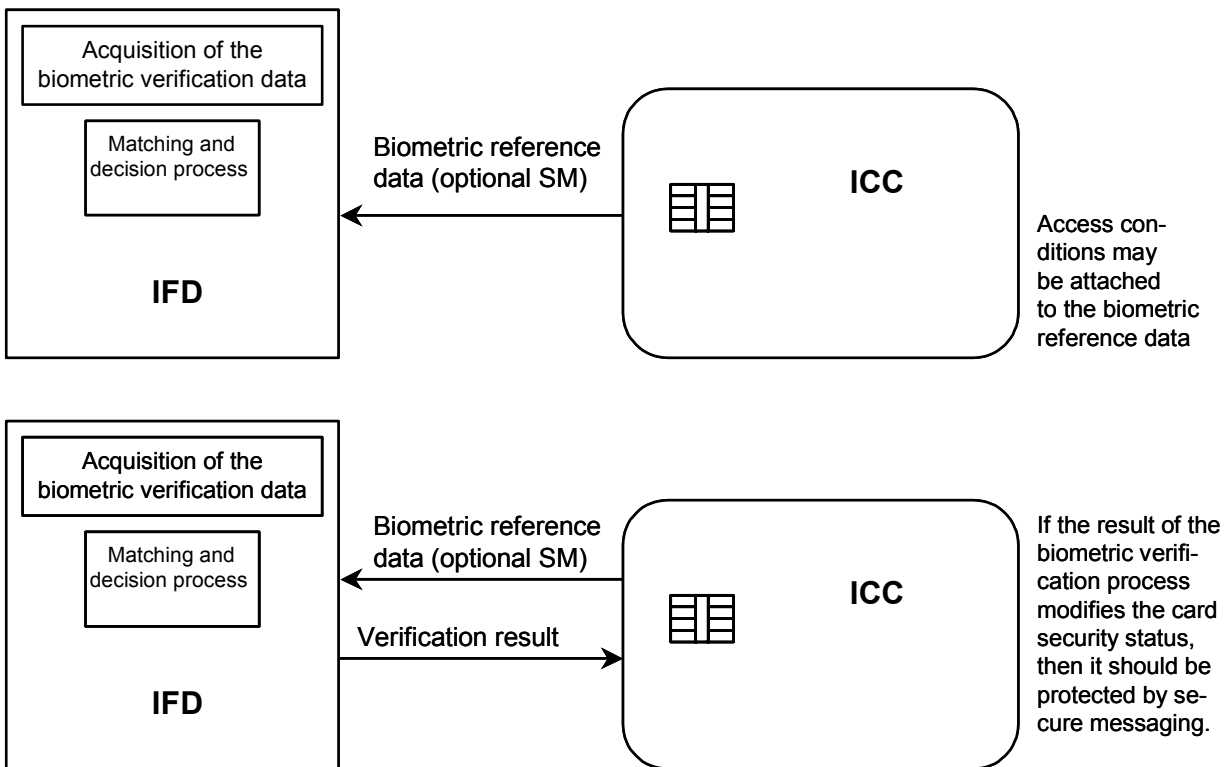 Acquisition of the
biometric verification data
Matching and
decision process
IFD
Biometric reference
data (optional SM)
ICC
Access con-
ditions may
be attached
to the biometric
reference data
Acquisition of the
biometric verification data
Matching and
decision process
IFD
Biometric reference
data (optional SM)
Verification result
ICC
If the result of the
biometric verifi-
cation process
modifies the card
security status,
then it should be
protected by se-
cure messaging.